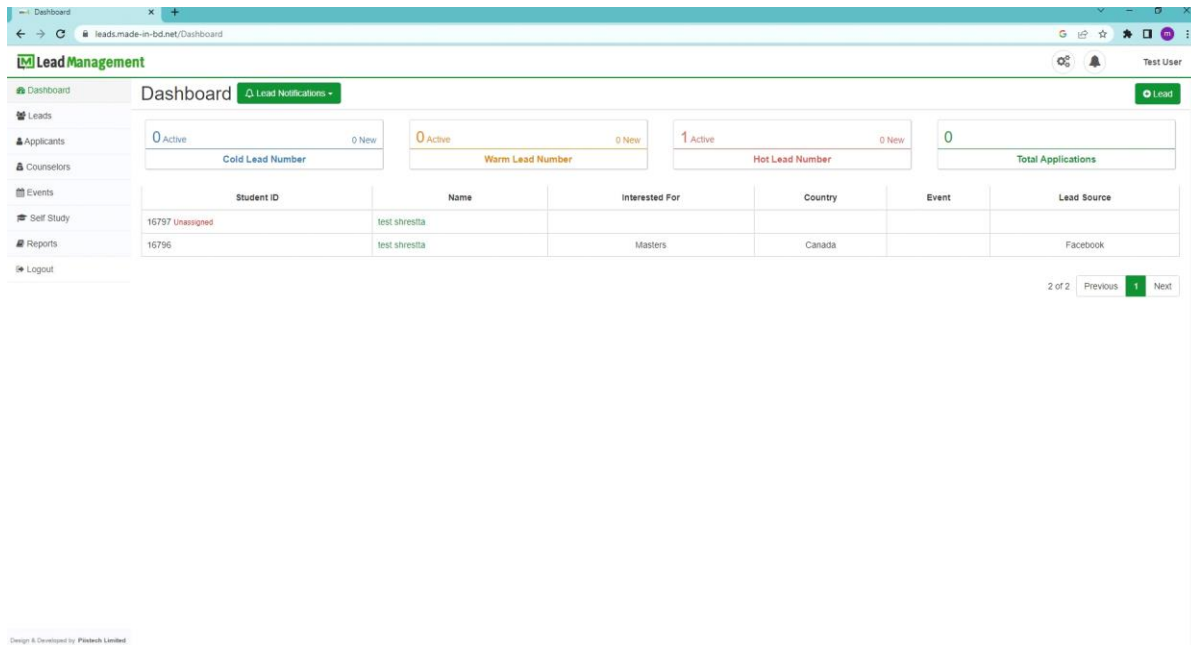 Dashboard
leads.made-in-bd.net/Dashboard
Lead Management
Test User
Dashboard
Leads
Applicants
Counselors
Events
Self Study
Reports
Logout
Dashboard Lead Notifications
Lead
0 Active 0 New
Cold Lead Number
0 Active 0 New
Warm Lead Number
1 Active 0 New
Hot Lead Number
0
Total Applications
Student ID Name Interested For Country Event Lead Source
16797 Unassigned test shrestta
16796 test shrestta Masters Canada Facebook
2 of 2 Previous 1 Next
Design & Developed by